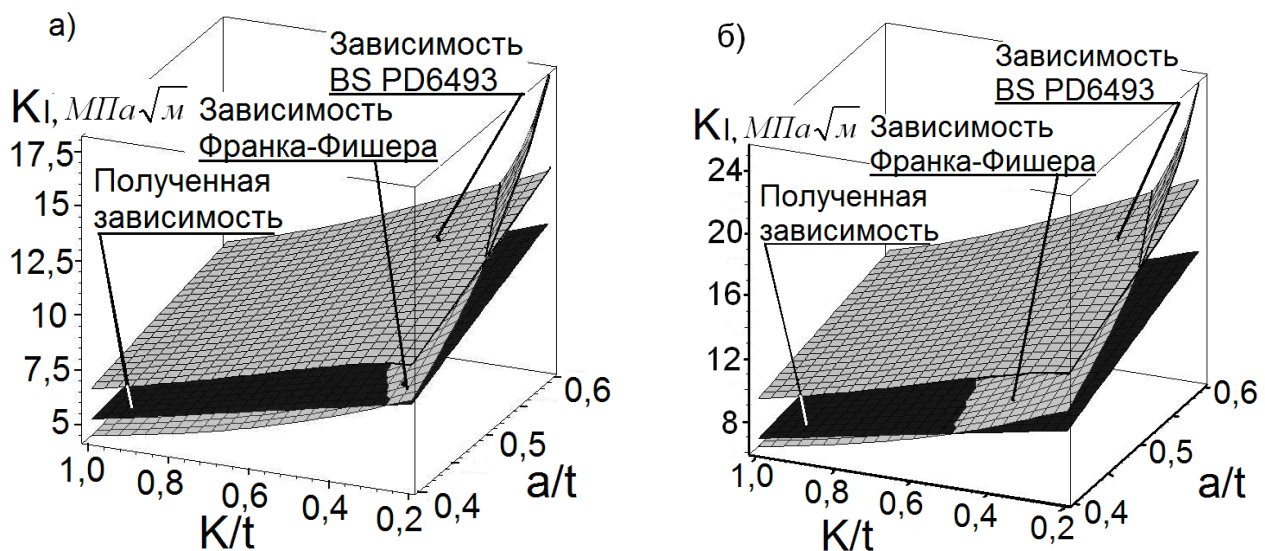 а)
Зависимость
BS PD6493
KI, МПа√м
Зависимость
Франка-Фишера
Полученная
зависимость
17,5
15
12,5
10
7,5
5
1,0
0,8
0,6
0,4
0,2
K/t
0,4
0,5
0,6
a/t
б)
Зависимость
BS PD6493
KI, МПа√м
Зависимость
Франка-Фишера
Полученная
зависимость
24
20
16
12
8
1,0
0,8
0,6
0,4
0,2
K/t
0,4
0,5
0,6
a/t